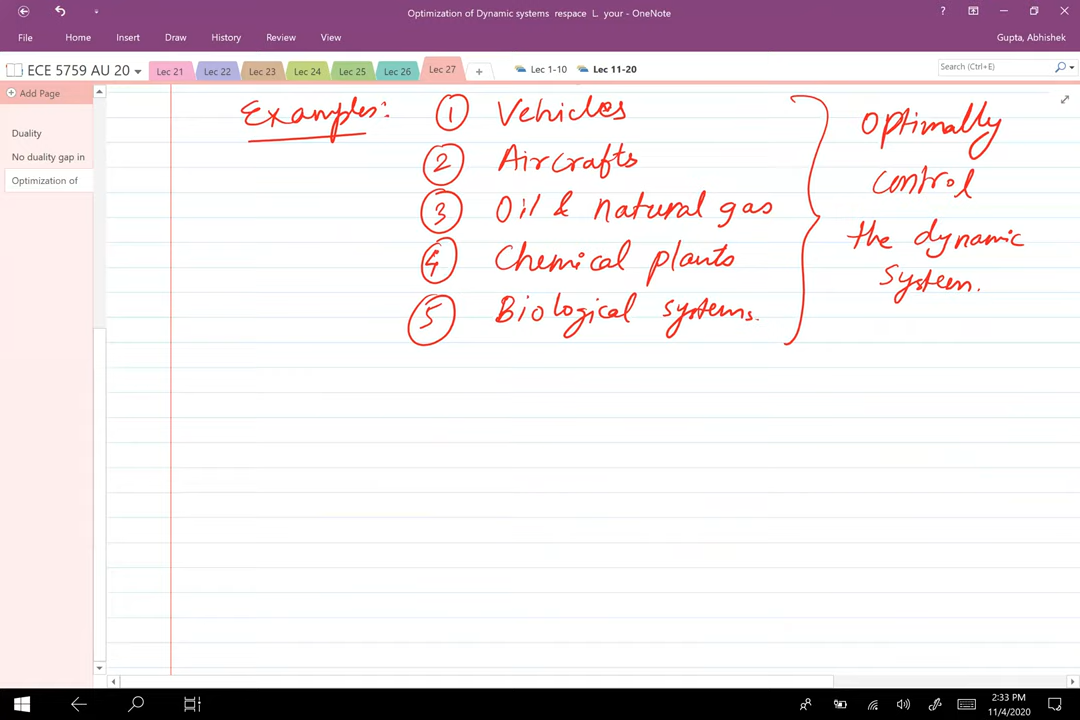 Optimization of Dynamic systems respace L. your - OneNote
File Home Insert Draw History Review View
Gupta, Abhishek
ECE 5759 AU 20
Lec 21 Lec 22 Lec 23 Lec 24 Lec 25 Lec 26 Lec 27 + Lec 1-10 Lec 11-20
Search (Ctrl+E)
Add Page
Duality
No duality gap in
Optimization of
Examples:
① Vehicles
② Aircrafts
③ Oil & natural gas
④ Chemical plants
⑤ Biological systems.
Optimally
control
the dynamic
system.
2:33 PM
11/4/2020